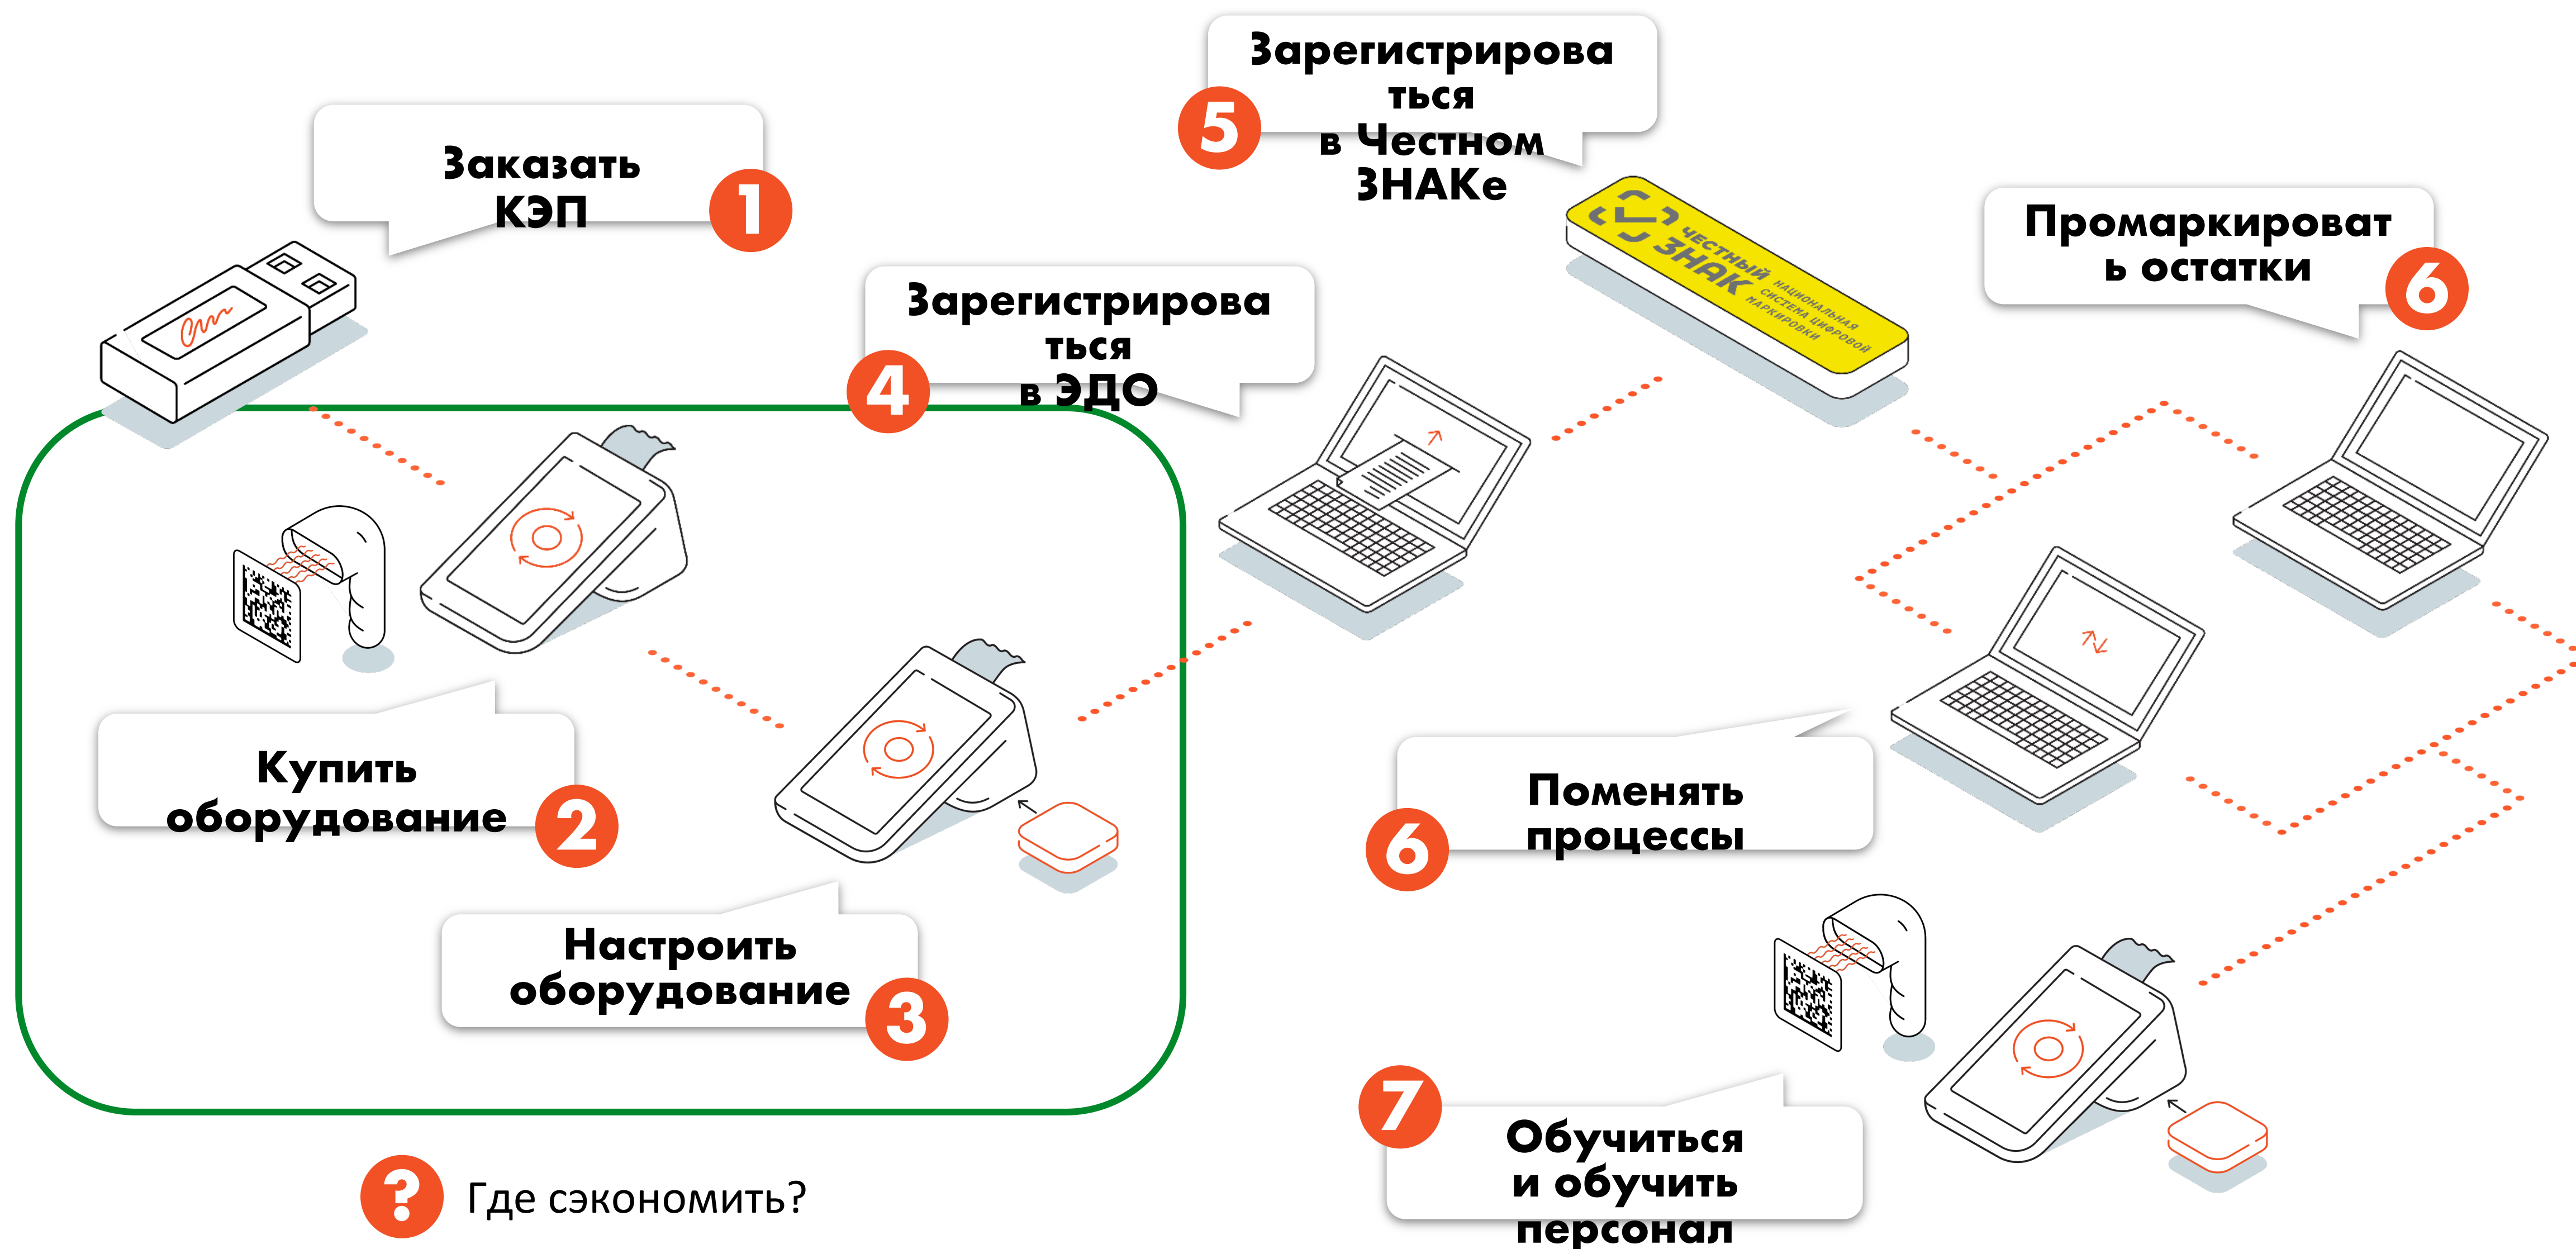 Заказать
КЭП
1
Купить
оборудование
2
Настроить
оборудование
3
Зарегистрирова
ться
в ЭДО
4
Зарегистрирова
ться
в Честном
ЗНАКе
5
ЧЕСТНЫЙ
ЗНАК
НАЦИОНАЛЬНАЯ
СИСТЕМА ЦИФРОВОЙ
МАРКИРОВКИ
Промаркироват
ь остатки
6
Поменять
процессы
6
7
Обучиться
и обучить
персонал
? Где сэкономить?